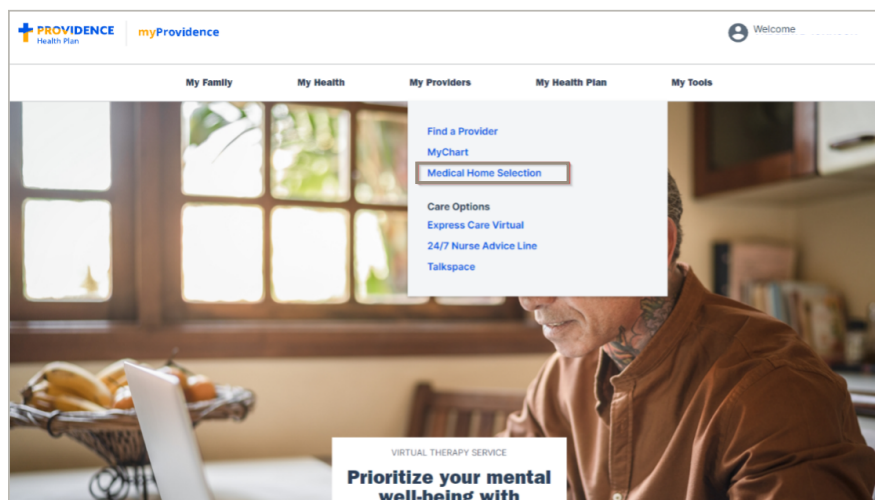 PROVIDENCE
Health Plan
myProvidence
Welcome
My Family My Health My Providers My Health Plan My Tools
Find a Provider
MyChart
Medical Home Selection
Care Options
Express Care Virtual
24/7 Nurse Advice Line
Talkspace
VIRTUAL THERAPY SERVICE
Prioritize your mental
well-being with